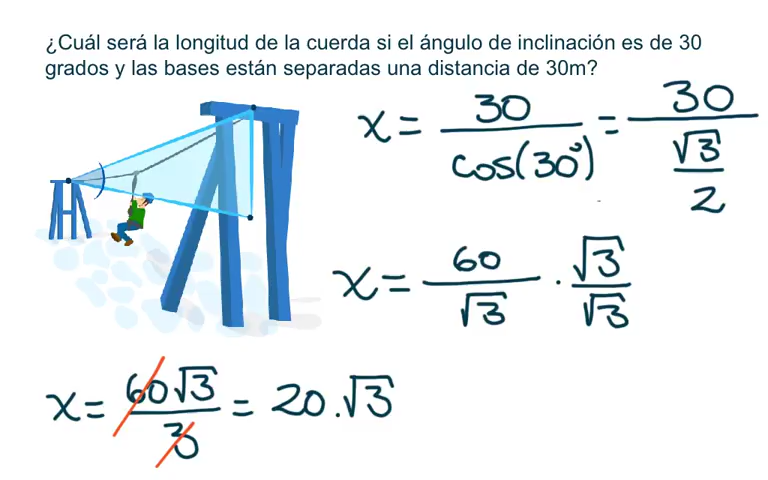 ¿Cuál será la longitud de la cuerda si el ángulo de inclinación es de 30
grados y las bases están separadas una distancia de 30m?
x = 30 / cos(30°) = 30 / (√3 / 2)
x = 60 / √3 · √3 / √3
x = 60√3 / 3 = 20.√3